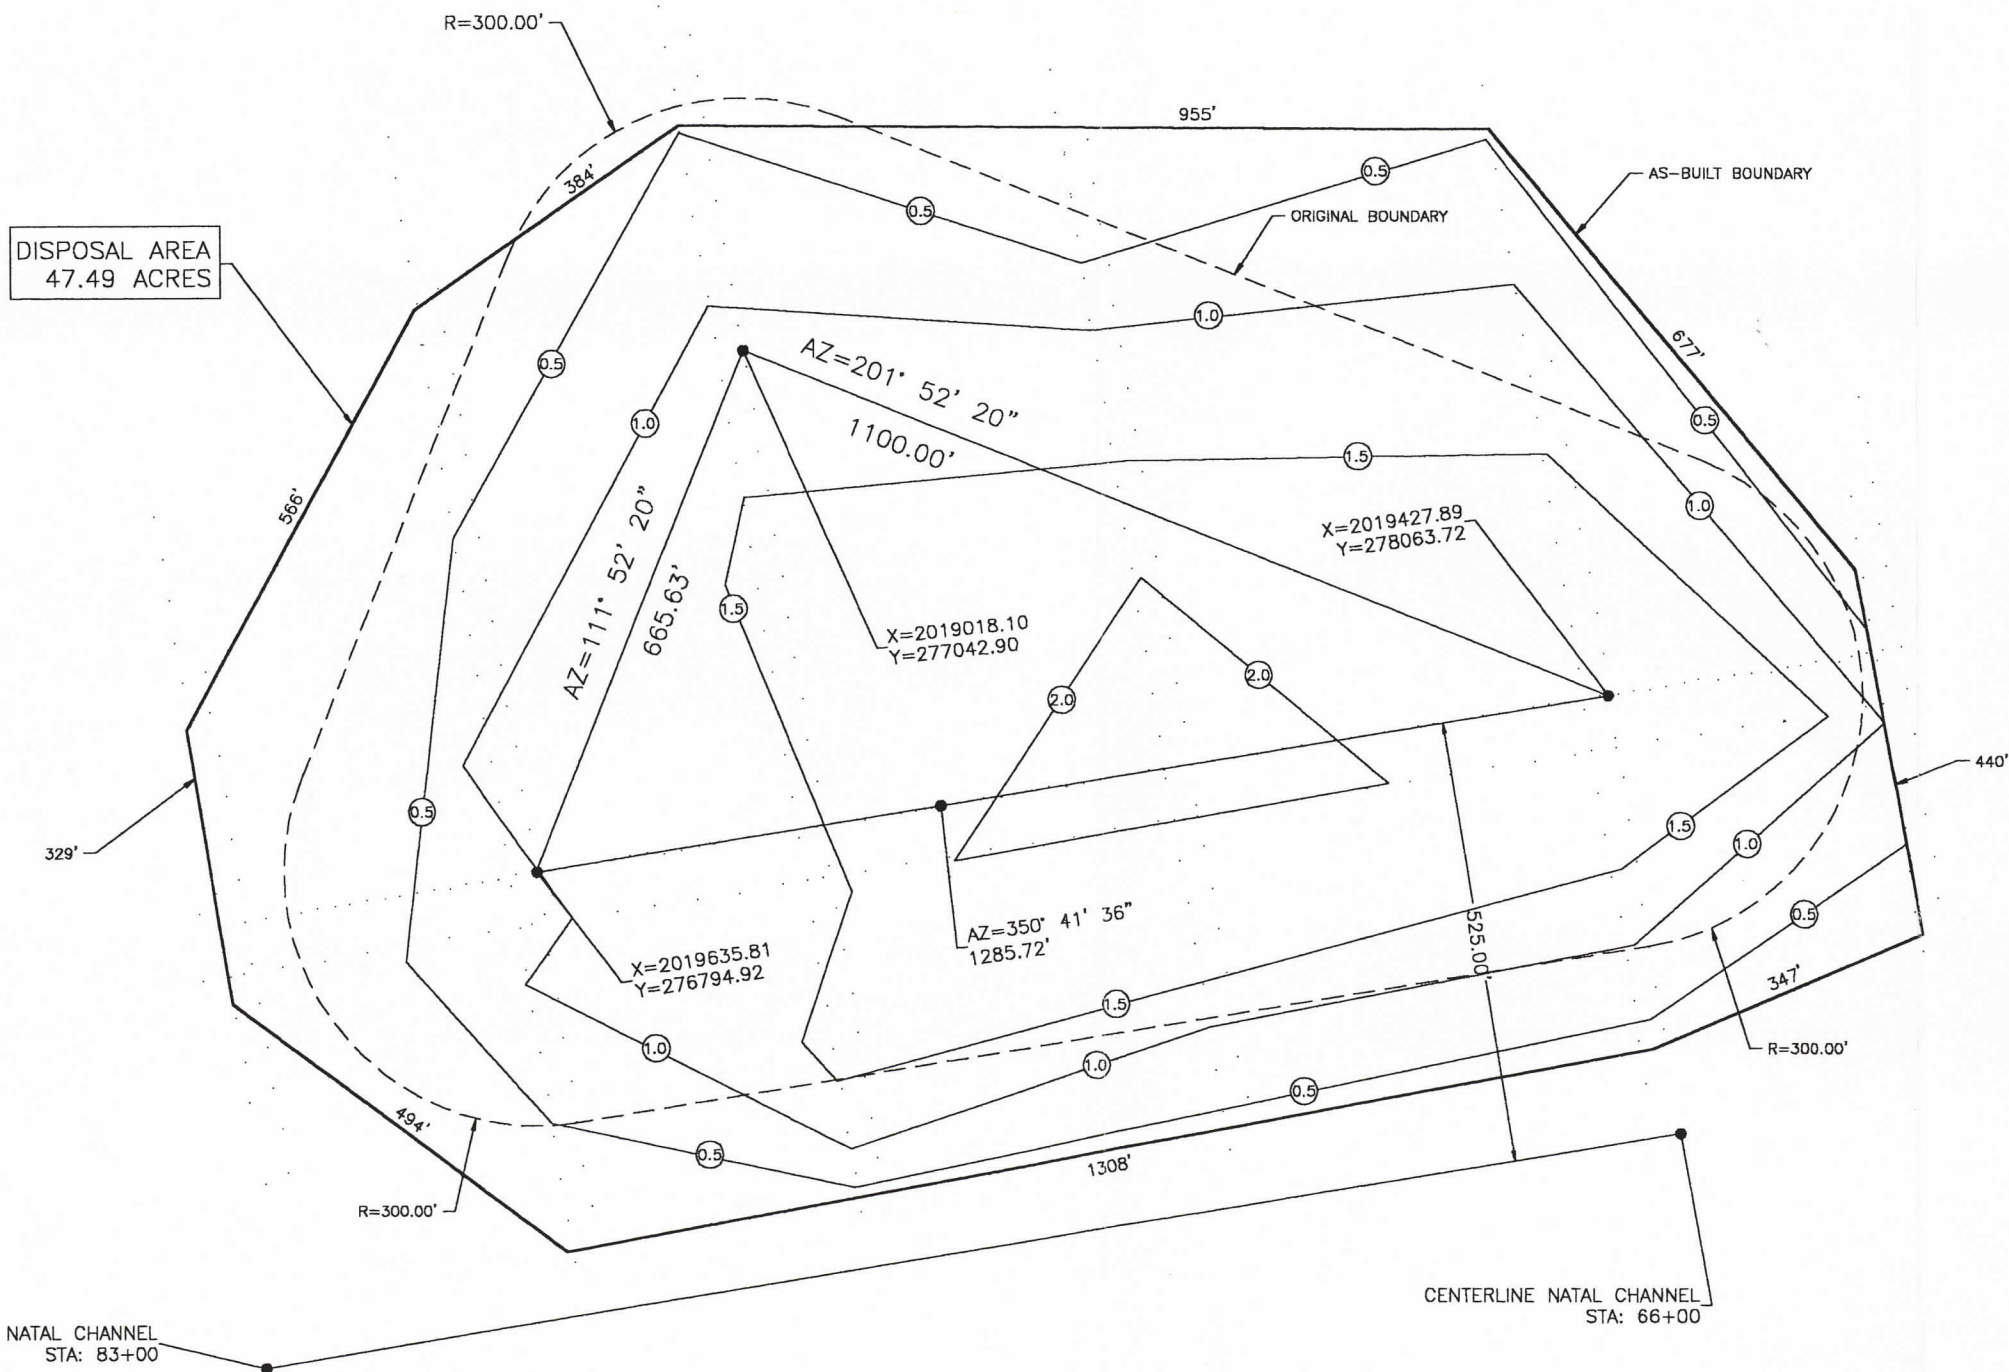 R=300.00'
955'
384'
0.5
AS-BUILT BOUNDARY
0.5
ORIGINAL BOUNDARY
DISPOSAL AREA
47.49 ACRES
1.0
677'
0.5
AZ=201° 52' 20"
1100.00'
1.0
0.5
1.5
566'
1.0
X=2019427.89
Y=278063.72
AZ=111° 52' 20"
665.63'
1.5
X=2019018.10
Y=277042.90
2.0
2.0
440'
0.5
1.5
1.0
329'
0.5
AZ=350° 41' 36"
1285.72'
525.00'
X=2019635.81
Y=276794.92
347'
1.5
1.0
1.0
R=300.00'
0.5
494'
0.5
1308'
R=300.00'
CENTERLINE NATAL CHANNEL
STA: 66+00
NATAL CHANNEL
STA: 83+00